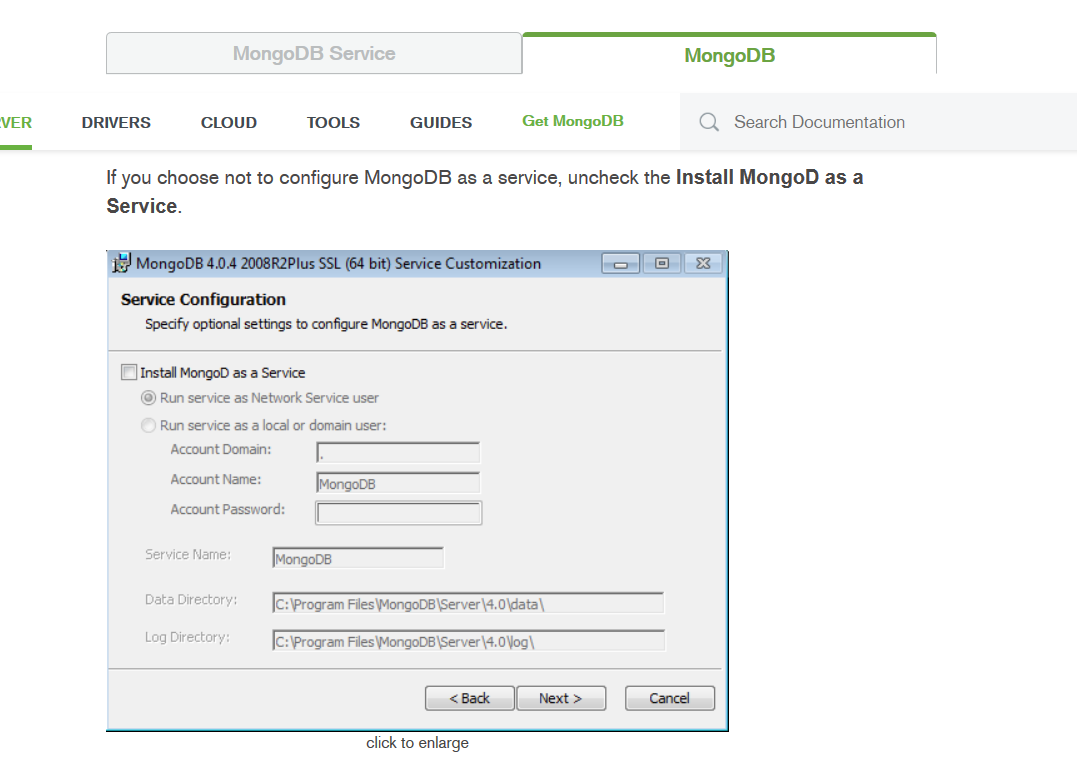 MongoDB Service
MongoDB
VER
DRIVERS
CLOUD
TOOLS
GUIDES
Get MongoDB
Search Documentation
If you choose not to configure MongoDB as a service, uncheck the Install MongoD as a
Service.
MongoDB 4.0.4 2008R2Plus SSL (64 bit) Service Customization
Service Configuration
Specify optional settings to configure MongoDB as a service.
Install MongoD as a Service
Run service as Network Service user
Run service as a local or domain user:
Account Domain:
.
Account Name:
MongoDB
Account Password:
Service Name:
MongoDB
Data Directory:
C:\Program Files\MongoDB\Server\4.0\data\
Log Directory:
C:\Program Files\MongoDB\Server\4.0\log\
< Back
Next >
Cancel
click to enlarge